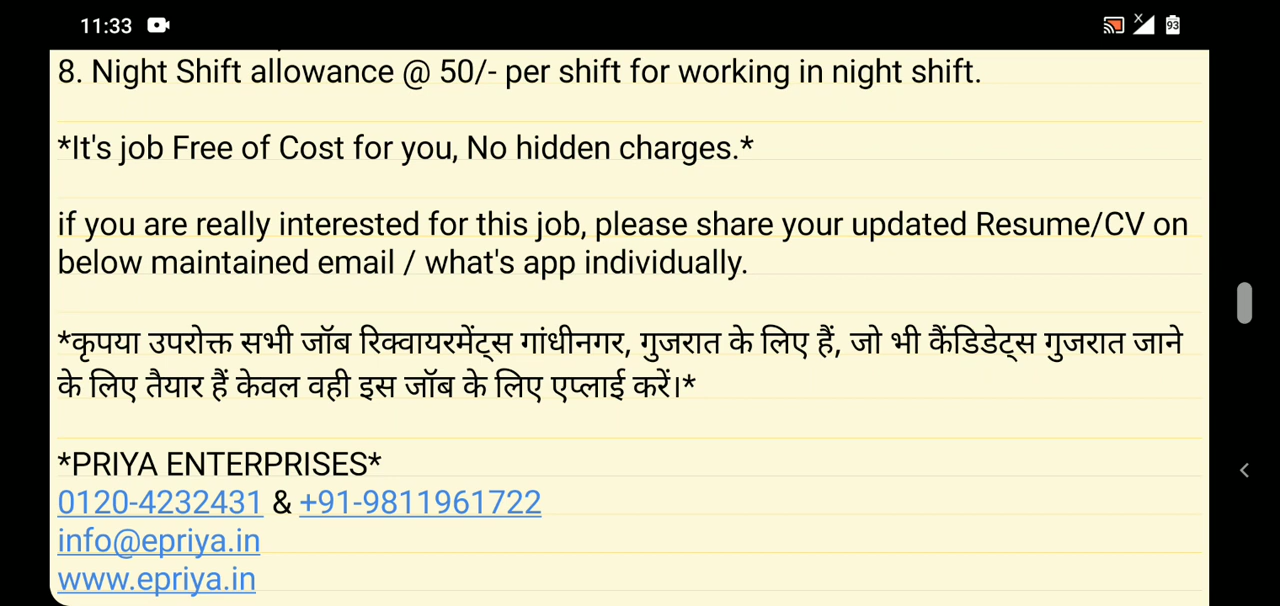 11:33
93
8. Night Shift allowance @ 50/- per shift for working in night shift.
*It's job Free of Cost for you, No hidden charges.*
if you are really interested for this job, please share your updated Resume/CV on
below maintained email / what's app individually.
*कृपया उपरोक्त सभी जॉब रिक्वायरमेंट्स गांधीनगर, गुजरात के लिए हैं, जो भी कैंडिडेट्स गुजरात जाने
के लिए तैयार हैं केवल वही इस जॉब के लिए एप्लाई करें।*
*PRIYA ENTERPRISES*
0120-4232431 & +91-9811961722
info@epriya.in
www.epriya.in